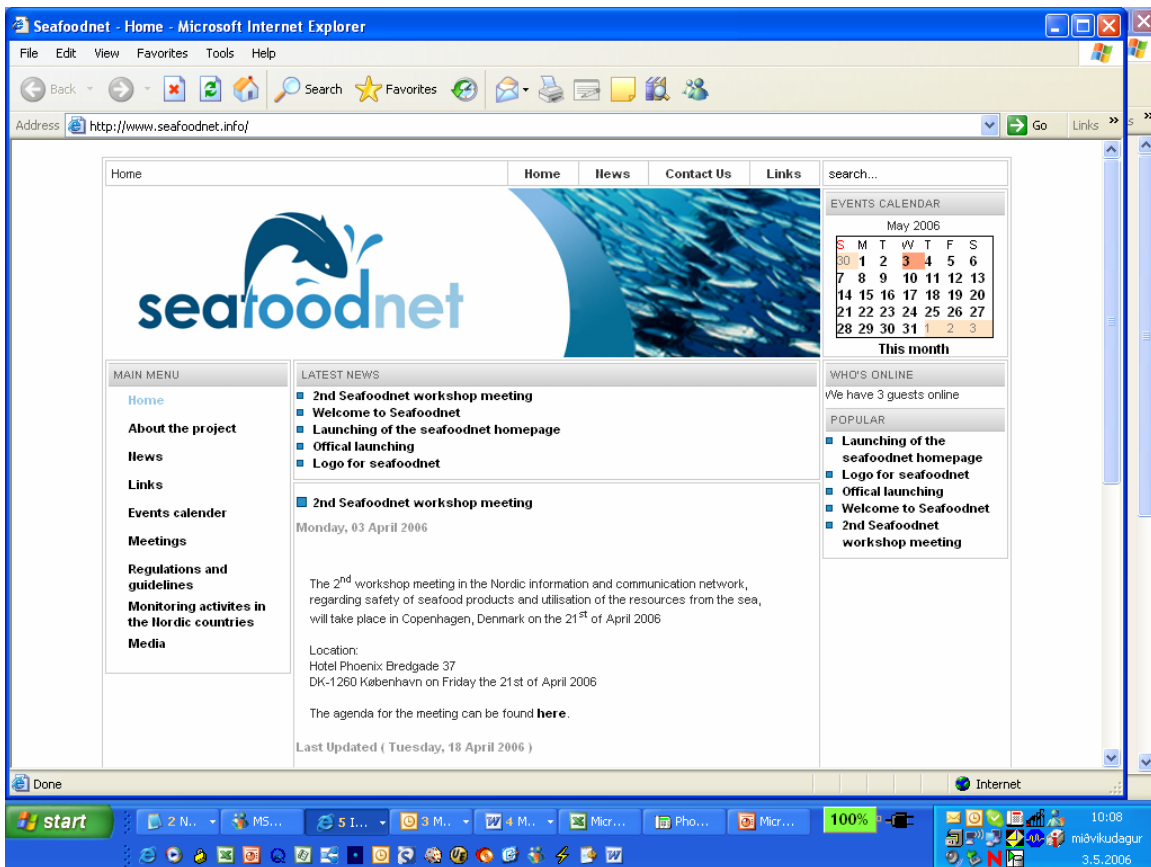 Seafoodnet - Home - Microsoft Internet Explorer
File Edit View Favorites Tools Help
Back Search Favorites
Address http://www.seafoodnet.info/ Go Links »
Home Home News Contact Us Links search...
seafoodnet
EVENTS CALENDAR
May 2006
S M T W T F S
30 1 2 3 4 5 6
7 8 9 10 11 12 13
14 15 16 17 18 19 20
21 22 23 24 25 26 27
28 29 30 31 1 2 3
This month
MAIN MENU
Home
About the project
News
Links
Events calender
Meetings
Regulations and
guidelines
Monitoring activites in
the Nordic countries
Media
LATEST NEWS
2nd Seafoodnet workshop meeting
Welcome to Seafoodnet
Launching of the seafoodnet homepage
Offical launching
Logo for seafoodnet
2nd Seafoodnet workshop meeting
Monday, 03 April 2006
The 2nd workshop meeting in the Nordic information and communication network,
regarding safety of seafood products and utilisation of the resources from the sea,
will take place in Copenhagen, Denmark on the 21st of April 2006
Location:
Hotel Phoenix Bredgade 37
DK-1260 København on Friday the 21st of April 2006
The agenda for the meeting can be found here.
Last Updated ( Tuesday, 18 April 2006 )
WHO'S ONLINE
We have 3 guests online
POPULAR
Launching of the
seafoodnet homepage
Logo for seafoodnet
Offical launching
Welcome to Seafoodnet
2nd Seafoodnet
workshop meeting
Done Internet
start 2 N... MS... 5 I... 3 M... 4 M... Micr... Pho... Micr... 100% 10:08
miðvikudagur
3.5.2006